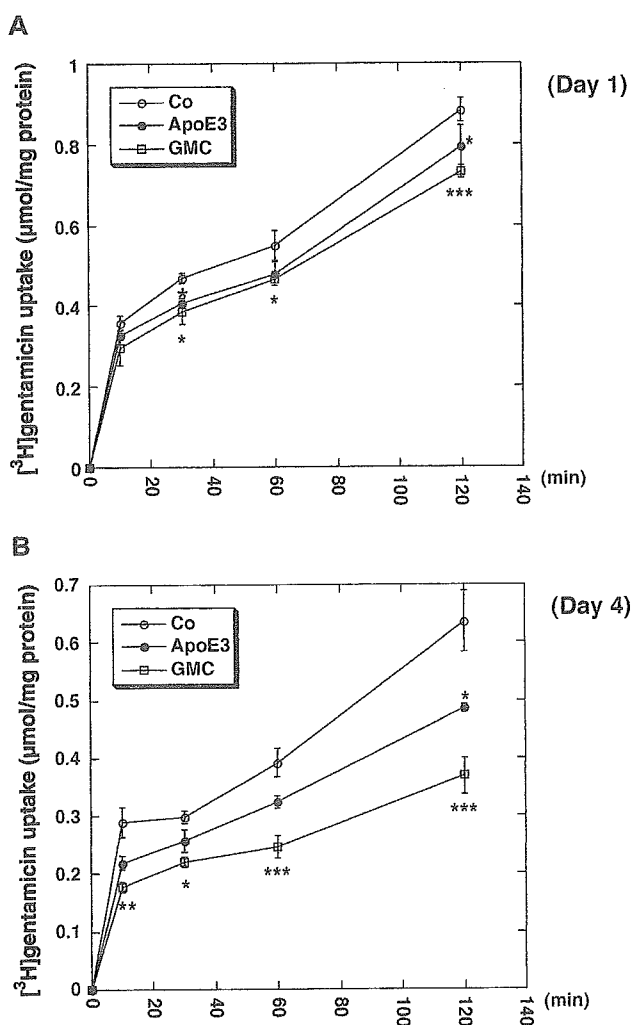 A
(Day 1)
[³H]gentamicin uptake (µmol/mg protein)
1
0.8
0.6
0.4
0.2
0
Co
ApoE3
GMC
*
*
*
*
***
0
20
40
60
80
100
120
140
(min)
B
(Day 4)
[³H]gentamicin uptake (µmol/mg protein)
0.7
0.6
0.5
0.4
0.3
0.2
0.1
0
Co
ApoE3
GMC
**
*
***
*
***
0
20
40
60
80
100
120
140
(min)